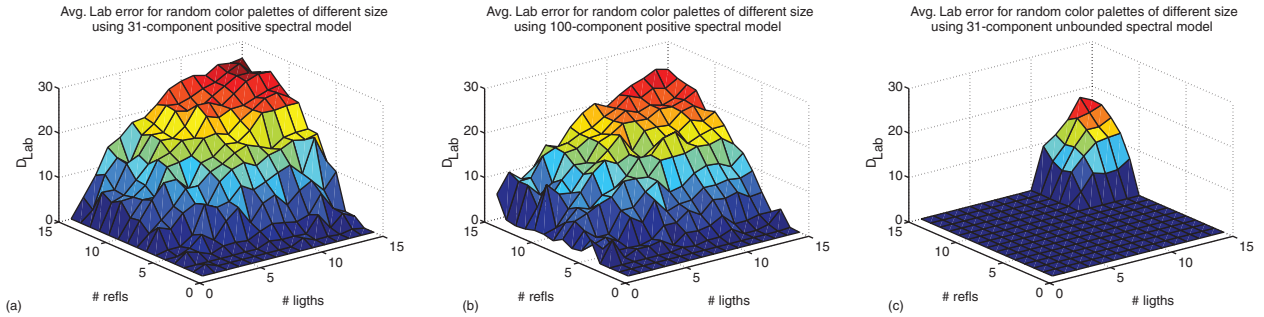 Avg. Lab error for random color palettes of different size
using 31-component positive spectral model
30
20
10
0
15
10
5
0
0
5
10
15
D_Lab
# refls
# ligths
(a)
Avg. Lab error for random color palettes of different size
using 100-component positive spectral model
30
20
10
0
15
10
5
0
0
5
10
15
D_Lab
# refls
# ligths
(b)
Avg. Lab error for random color palettes of different size
using 31-component unbounded spectral model
30
20
10
0
15
10
5
0
0
5
10
15
D_Lab
# refls
# ligths
(c)